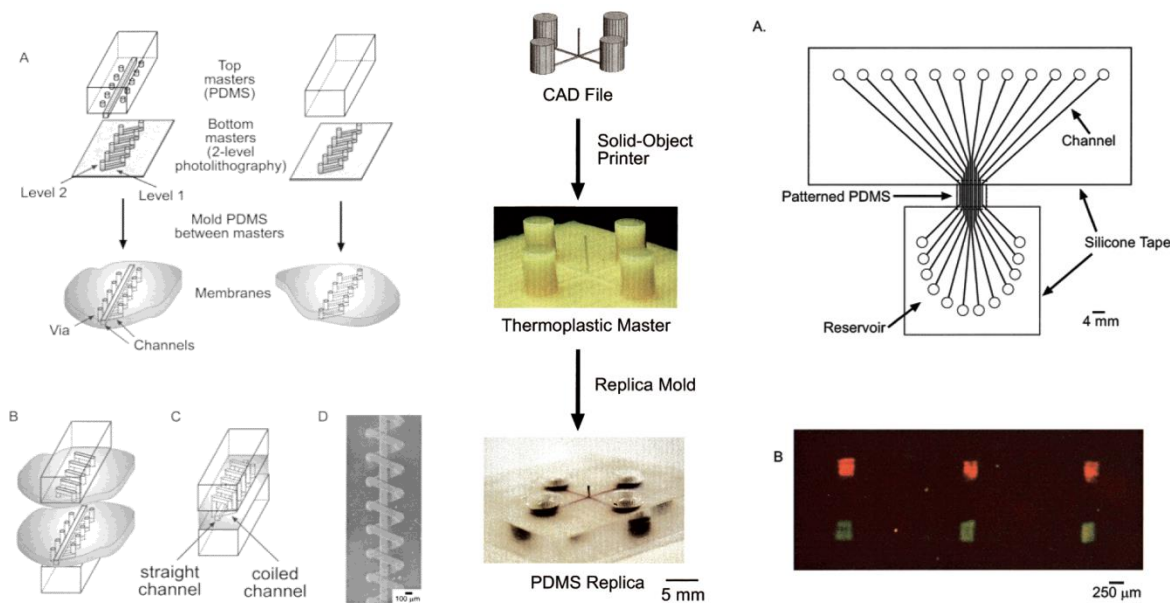 A
Top
masters
(PDMS)
Bottom
masters
(2-level
photolithography)
Level 2
Level 1
Mold PDMS
between masters
Membranes
Via
Channels
B
C
D
straight
channel
coiled
channel
100 μm
CAD File
Solid-Object
Printer
Thermoplastic Master
Replica Mold
PDMS Replica
5 mm
A.
Channel
Patterned PDMS
Silicone Tape
Reservoir
4 mm
B
250 μm